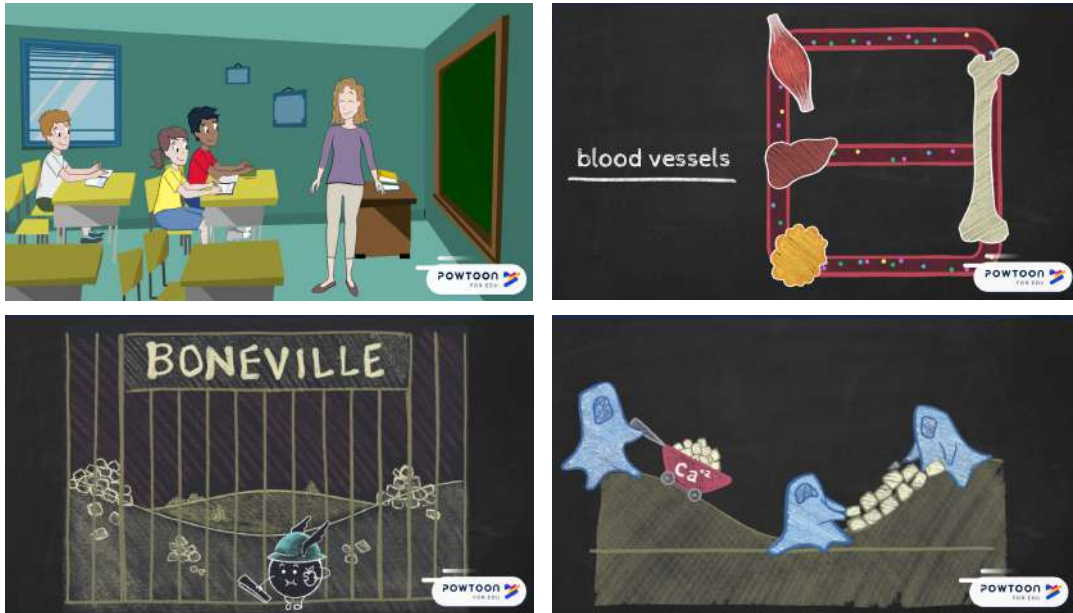 POWTOON
FOR EDU
blood vessels
POWTOON
FOR EDU
BONEVILLE
POWTOON
FOR EDU
Ca+2
POWTOON
FOR EDU